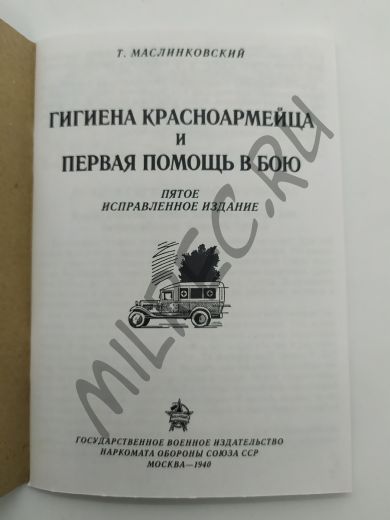 Т. МАСЛИНКОВСКИЙ
ГИГИЕНА КРАСНОАРМЕЙЦА
И
ПЕРВАЯ ПОМОЩЬ В БОЮ
ПЯТОЕ
ИСПРАВЛЕННОЕ ИЗДАНИЕ
MILREC.RU
ГОСУДАРСТВЕННОЕ ВОЕННОЕ ИЗДАТЕЛЬСТВО
НАРКОМАТА ОБОРОНЫ СОЮЗА ССР
МОСКВА—1940